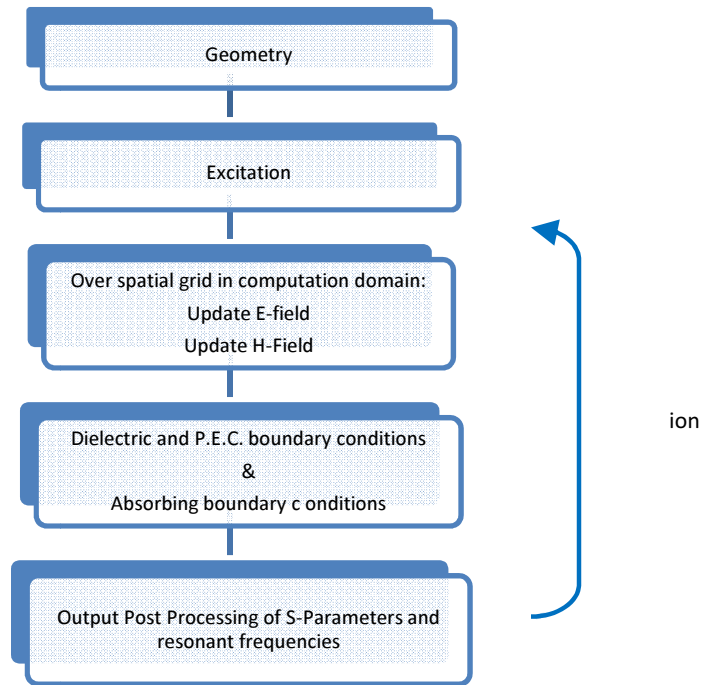 Geometry
Excitation
Over spatial grid in computation domain:
Update E-field
Update H-Field
Dielectric and P.E.C. boundary conditions
&
Absorbing boundary c onditions
Output Post Processing of S-Parameters and
resonant frequencies
ion